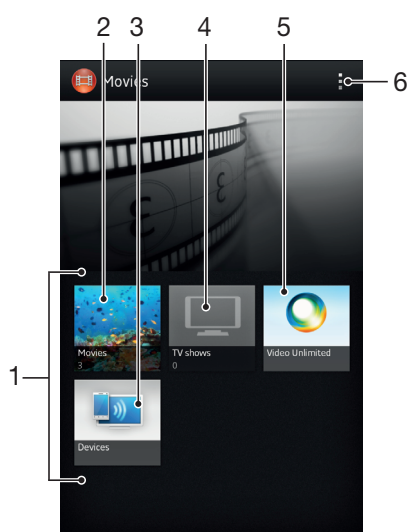 2 3 4 5
Movies
6
1
Movies
3
TV shows
0
Video Unlimited
Devices